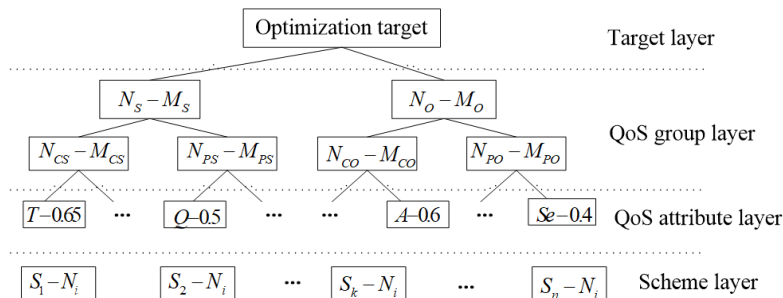 Optimization target
Target layer
N_S − M_S
N_O − M_O
QoS group layer
N_CS − M_CS
N_PS − M_PS
N_CO − M_CO
N_PO − M_PO
T−0.65 ••• Q−0.5 ••• ••• A−0.6 ••• Se−0.4
QoS attribute layer
S_1 − N_i S_2 − N_i ••• S_k − N_i ••• S_n − N_i
Scheme layer